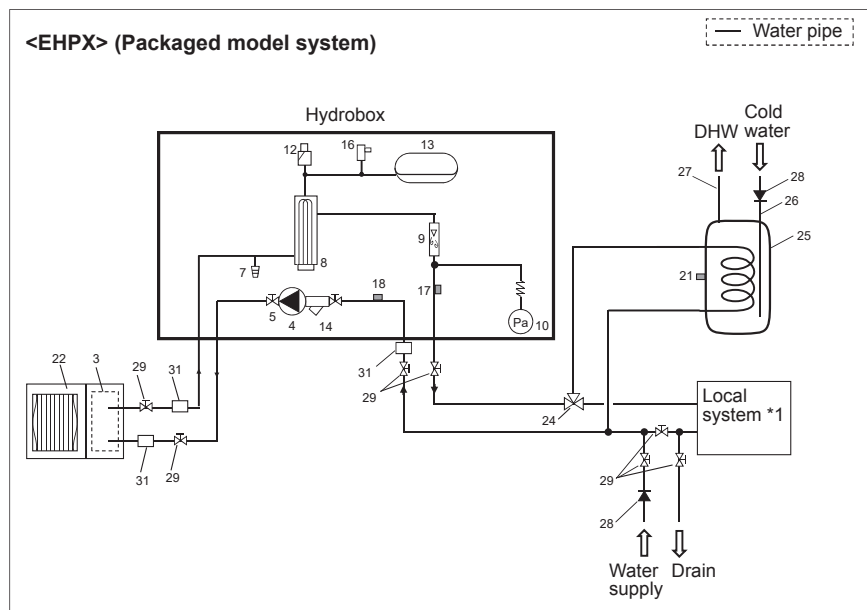 <EHPX> (Packaged model system)
Water pipe
Hydrobox
DHW
Cold
water
12
16
13
27
28
26
25
9
7
8
18
17
21
5
4
14
Pa
10
22
3
29
31
31
29
24
Local
system *1
31
29
29
28
Water
supply
Drain